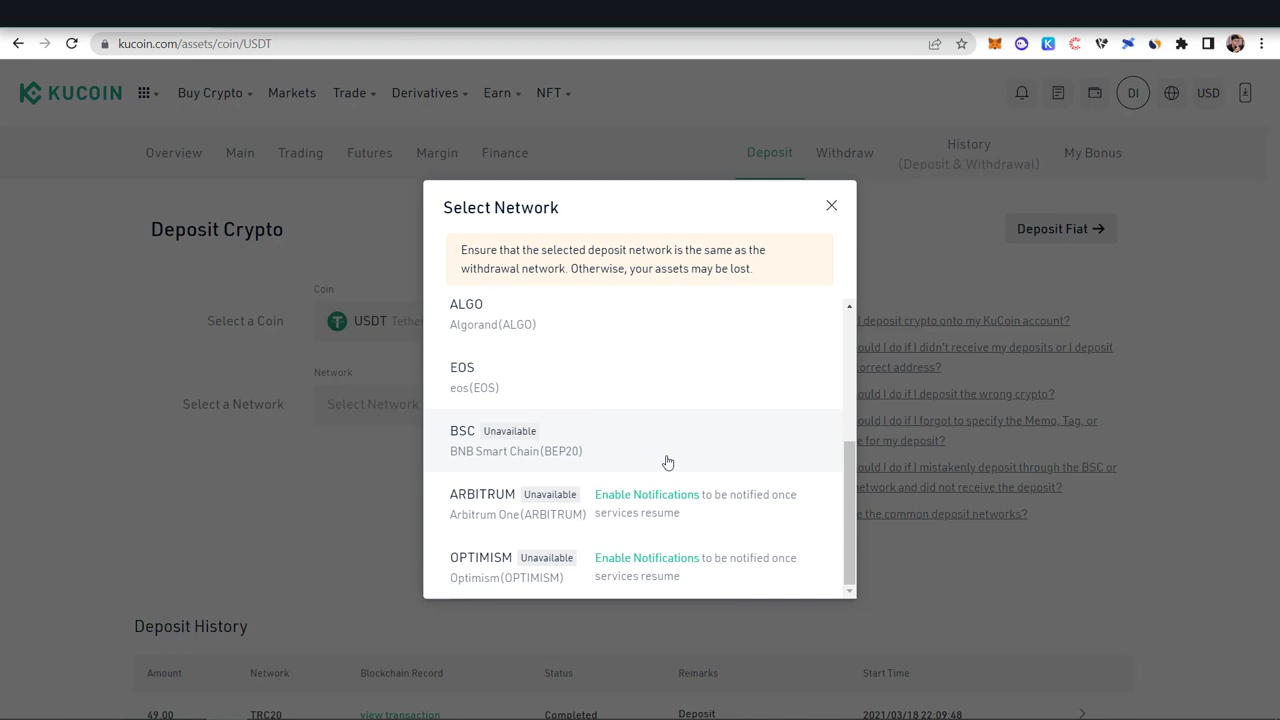 kucoin.com/assets/coin/USDT
KUCOIN
Buy Crypto
Markets
Trade
Derivatives
Earn
NFT
DI
USD
Overview
Main
Trading
Futures
Margin
Finance
Deposit
Withdraw
History
(Deposit & Withdrawal)
My Bonus
Deposit Crypto
Deposit Fiat
Coin
Select a Coin
USDT Tether
Network
Select a Network
Select Network
Select Network
Ensure that the selected deposit network is the same as the
withdrawal network. Otherwise, your assets may be lost.
ALGO
Algorand(ALGO)
EOS
eos(EOS)
BSC Unavailable
BNB Smart Chain(BEP20)
ARBITRUM Unavailable
Arbitrum One(ARBITRUM)
Enable Notifications to be notified once
services resume
OPTIMISM Unavailable
Optimism(OPTIMISM)
Enable Notifications to be notified once
services resume
I deposit crypto onto my KuCoin account?
ould I do if I didn't receive my deposits or I deposit
orrect address?
ould I do if I deposit the wrong crypto?
ould I do if I forgot to specify the Memo, Tag, or
e for my deposit?
ould I do if I mistakenly deposit through the BSC or
network and did not receive the deposit?
e the common deposit networks?
Deposit History
Amount
Network
Blockchain Record
Status
Remarks
Start Time
49.00
TRC20
view transaction
Completed
Deposit
2021/03/18 22:09:48